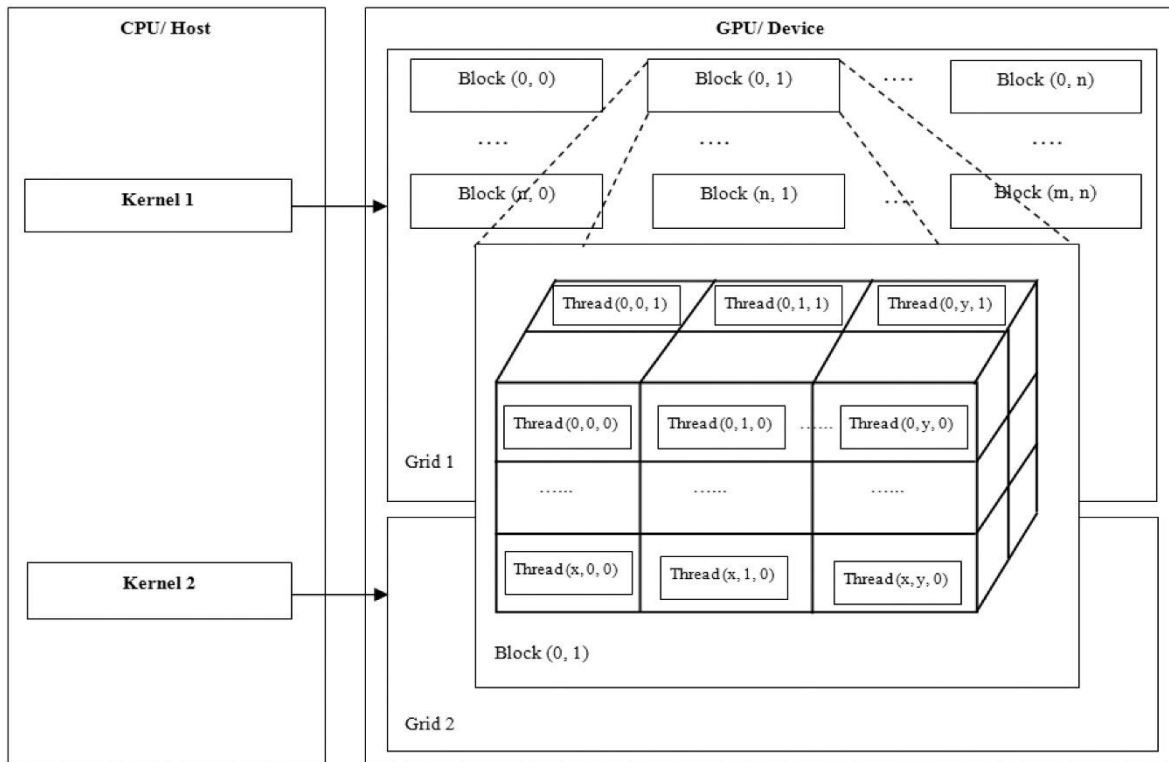 CPU/ Host
GPU/ Device
Block (0, 0)
Block (0, 1)
....
Block (0, n)
....
....
....
Kernel 1
Block (n, 0)
Block (n, 1)
....
Block (m, n)
Thread (0, 0, 1)
Thread (0, 1, 1)
Thread (0, y, 1)
Thread (0, 0, 0)
Thread (0, 1, 0)
......
Thread (0, y, 0)
Grid 1
......
......
......
Kernel 2
Thread (x, 0, 0)
Thread (x, 1, 0)
Thread (x, y, 0)
Block (0, 1)
Grid 2